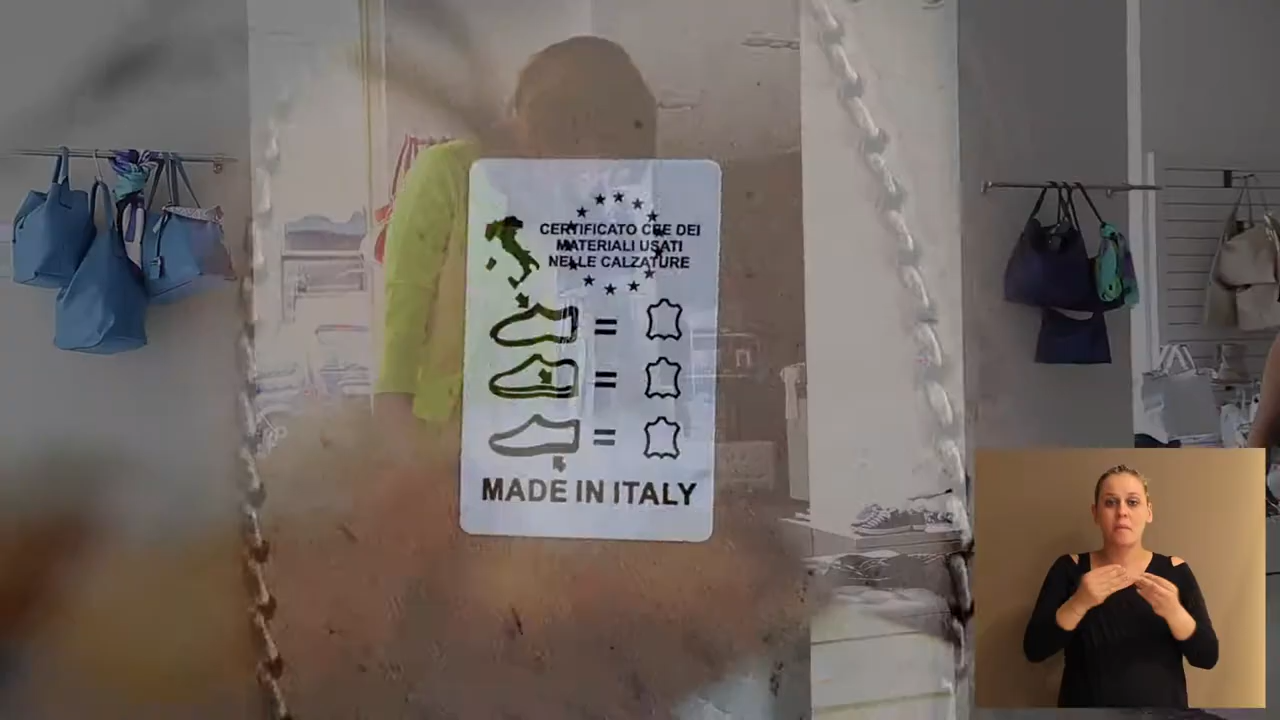 CERTIFICATO CEE DEI
MATERIALI USATI
NELLE CALZATURE
=
=
=
MADE IN ITALY